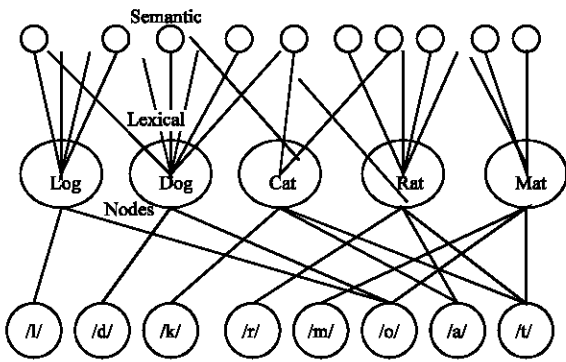 Semantic
Lexical
Log Dog Cat Rat Mat
Nodes
/l/ /d/ /k/ /r/ /m/ /o/ /a/ /t/